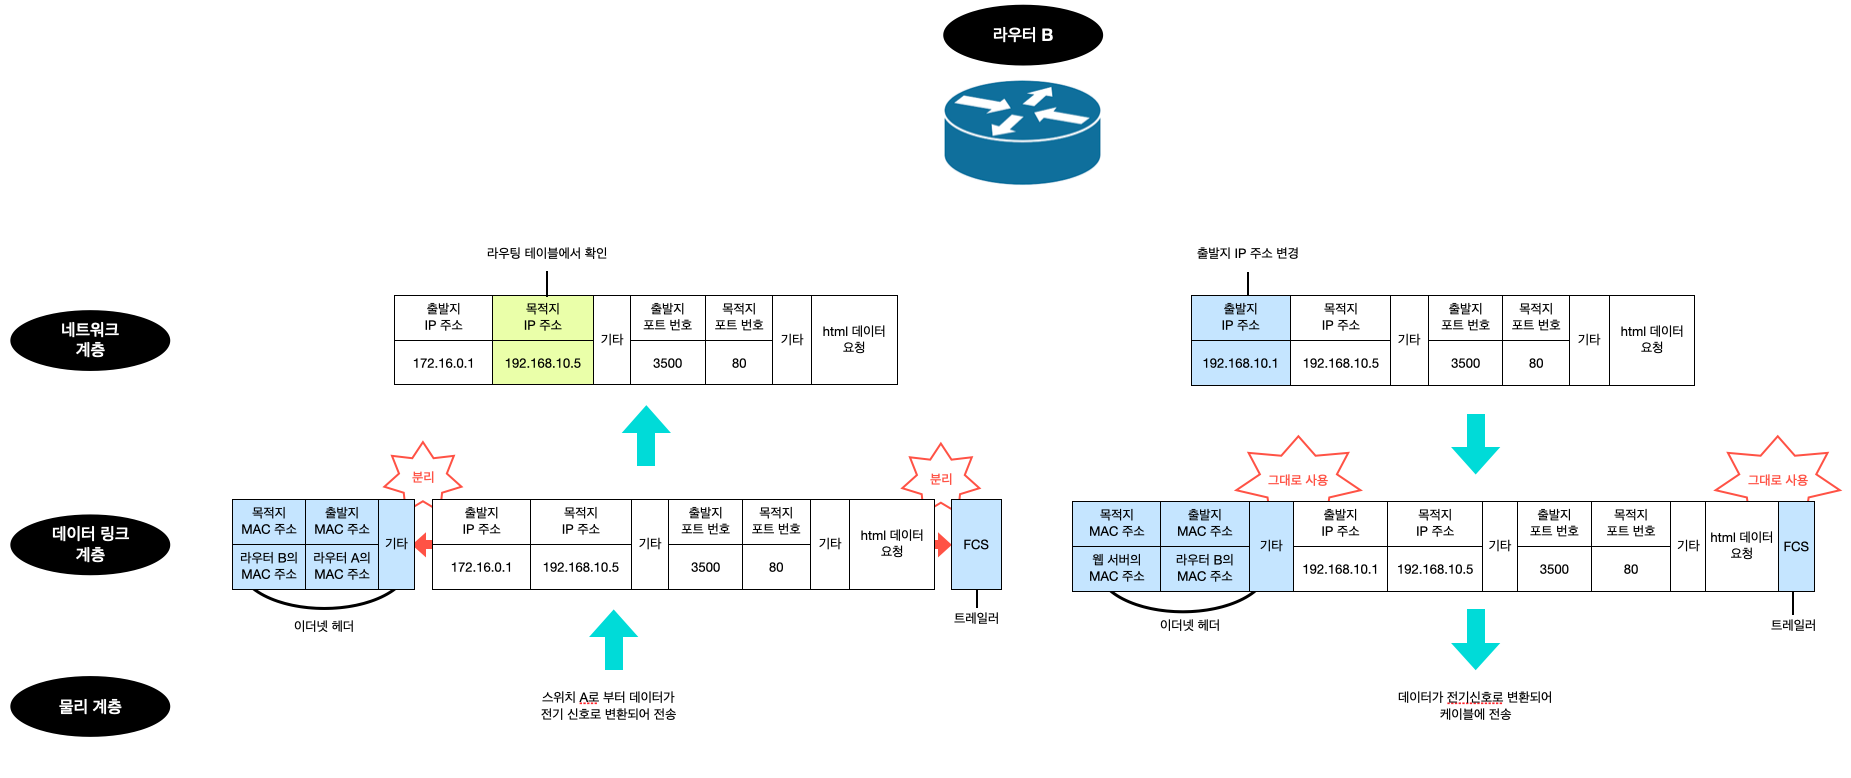 라우터 B
라우팅 테이블에서 확인
출발지 IP 주소 변경
네트워크
계층
출발지
IP 주소
목적지
IP 주소
기타
출발지
포트 번호
목적지
포트 번호
기타
html 데이터
요청
172.16.0.1
192.168.10.5
3500
80
출발지
IP 주소
목적지
IP 주소
기타
출발지
포트 번호
목적지
포트 번호
기타
html 데이터
요청
192.168.10.1
192.168.10.5
3500
80
분리
분리
그대로 사용
그대로 사용
데이터 링크
계층
목적지
MAC 주소
출발지
MAC 주소
기타
라우터 B의
MAC 주소
라우터 A의
MAC 주소
출발지
IP 주소
목적지
IP 주소
기타
출발지
포트 번호
목적지
포트 번호
기타
html 데이터
요청
172.16.0.1
192.168.10.5
3500
80
FCS
이더넷 헤더
트레일러
목적지
MAC 주소
출발지
MAC 주소
기타
웹 서버의
MAC 주소
라우터 B의
MAC 주소
출발지
IP 주소
목적지
IP 주소
기타
출발지
포트 번호
목적지
포트 번호
기타
html 데이터
요청
192.168.10.1
192.168.10.5
3500
80
FCS
이더넷 헤더
트레일러
물리 계층
스위치 A로 부터 데이터가
전기 신호로 변환되어 전송
데이터가 전기신호로 변환되어
케이블에 전송